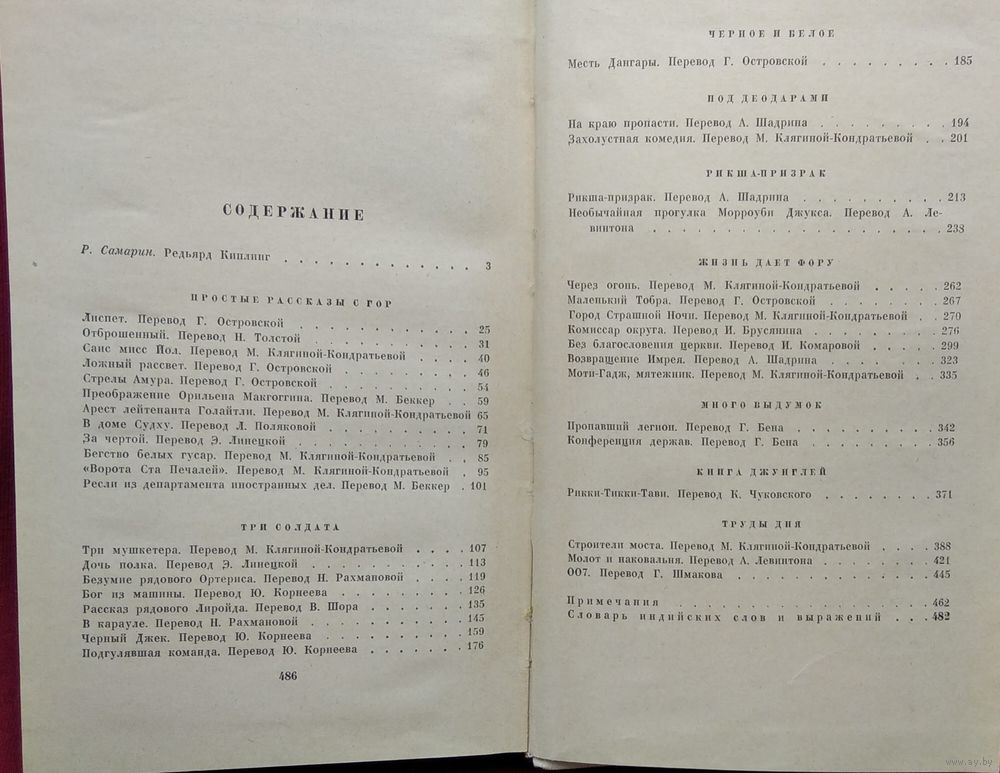 СОДЕРЖАНИЕ
Р. Самарин. Редьярд Киплинг . . . . . . . . . . . . . 3
ПРОСТЫЕ РАССКАЗЫ С ГОР
Лиспет. Перевод Г. Островской . . . . . . . . . . . 25
Отброшенный. Перевод Н. Толстой . . . . . . . . . . 31
Саис мисс Йол. Перевод М. Клягиной-Кондратьевой . . . . 40
Ложный рассвет. Перевод Г. Островской . . . . . . . . 46
Стрелы Амура. Перевод Г. Островской . . . . . . . . . 54
Преображение Орильена Макгоггина. Перевод М. Беккер . . 59
Арест лейтенанта Голайтли. Перевод М. Клягиной-Кондратьевой 65
В доме Судху. Перевод Л. Поляковой . . . . . . . . . 71
За чертой. Перевод Э. Линецкой . . . . . . . . . . 79
Бегство белых гусар. Перевод М. Клягиной-Кондратьевой . . 85
«Ворота Ста Печалей». Перевод М. Клягиной-Кондратьевой . 95
Ресли из департамента иностранных дел. Перевод М. Беккер . 101
ТРИ СОЛДАТА
Три мушкетера. Перевод М. Клягиной-Кондратьевой . . . . 107
Дочь полка. Перевод Э. Линецкой . . . . . . . . . . 113
Безумие рядового Ортериса. Перевод Н. Рахмановой . . . . 119
Бог из машины. Перевод Ю. Корнеева . . . . . . . . 126
Рассказ рядового Лиройда. Перевод В. Шора . . . . . . . 135
В карауле. Перевод Н. Рахмановой . . . . . . . . . . 145
Черный Джек. Перевод Ю. Корнеева . . . . . . . . . 159
Подгулявшая команда. Перевод Ю. Корнеева . . . . . . . 176
486
ЧЕРНОЕ И БЕЛОЕ
Месть Дангары. Перевод Г. Островской . . . . . . . . . 185
ПОД ДЕОДАРАМИ
На краю пропасти. Перевод А. Шадрина . . . . . . . . . 194
Захолустная комедия. Перевод М. Клягиной-Кондратьевой . . 201
РИКША-ПРИЗРАК
Рикша-призрак. Перевод А. Шадрина . . . . . . . . . . 213
Необычайная прогулка Морроуби Джукса. Перевод А. Ле-
винтона . . . . . . . . . . . . . . . . . . 238
ЖИЗНЬ ДАЕТ ФОРУ
Через огонь. Перевод М. Клягиной-Кондратьевой . . . . . 262
Маленький Тобра. Перевод Г. Островской . . . . . . . . 267
Город Страшной Ночи. Перевод М. Клягиной-Кондратьевой . . 270
Комиссар округа. Перевод И. Брусянина . . . . . . . . . 276
Без благословения церкви. Перевод И. Комаровой . . . . . 299
Возвращение Имрея. Перевод А. Шадрина . . . . . . . . 323
Моти-Гадж, мятежник. Перевод М. Клягиной-Кондратьевой . . 335
МНОГО ВЫДУМОК
Пропавший легион. Перевод Г. Бена . . . . . . . . . 342
Конференция держав. Перевод Г. Бена . . . . . . . . . 356
КНИГА ДЖУНГЛЕЙ
Рикки-Тикки-Тави. Перевод К. Чуковского . . . . . . . . 371
ТРУДЫ ДНЯ
Строители моста. Перевод М. Клягиной-Кондратьевой . . . . 388
Молот и наковальня. Перевод А. Левинтона . . . . . . . . 421
007. Перевод Г. Шмакова . . . . . . . . . . . . . 445
Примечания . . . . . . . . . . . . . . . . 462
Словарь индийских слов и выражений . . . 482
www.ay.by